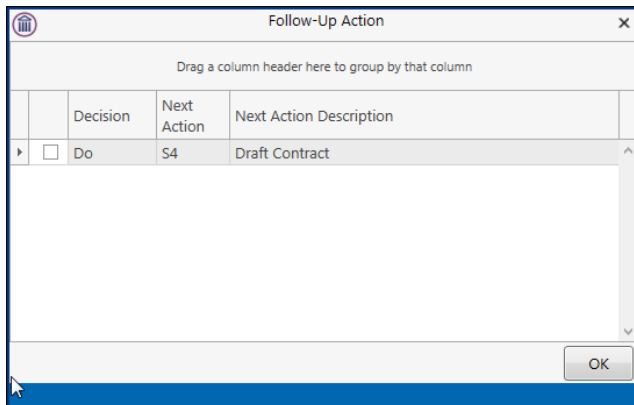 Follow-Up Action
Drag a column header here to group by that column
Decision Next Action Next Action Description
Do S4 Draft Contract
OK